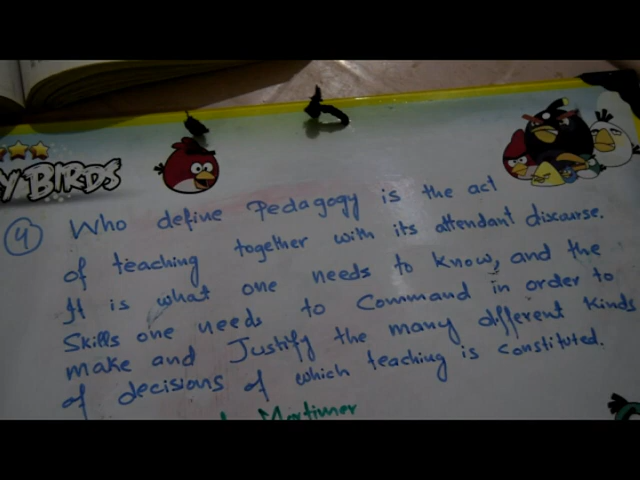 Y BIRDS
4 Who define Pedagogy is the act
of teaching together with its attendant discourse.
It is what one needs to know, and the
Skills one needs to Command in order to
make and Justify the many different Kinds
of decisions of which teaching is constituted.
Mortimer